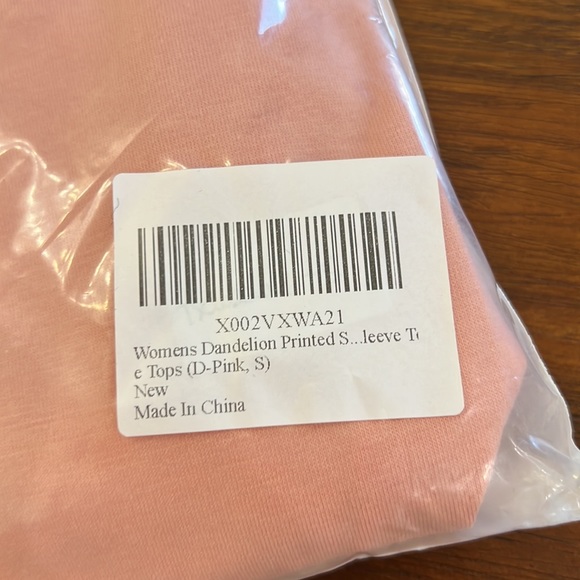 X002VXWA21
Womens Dandelion Printed S...leeve Te
e Tops (D-Pink, S)
New
Made In China